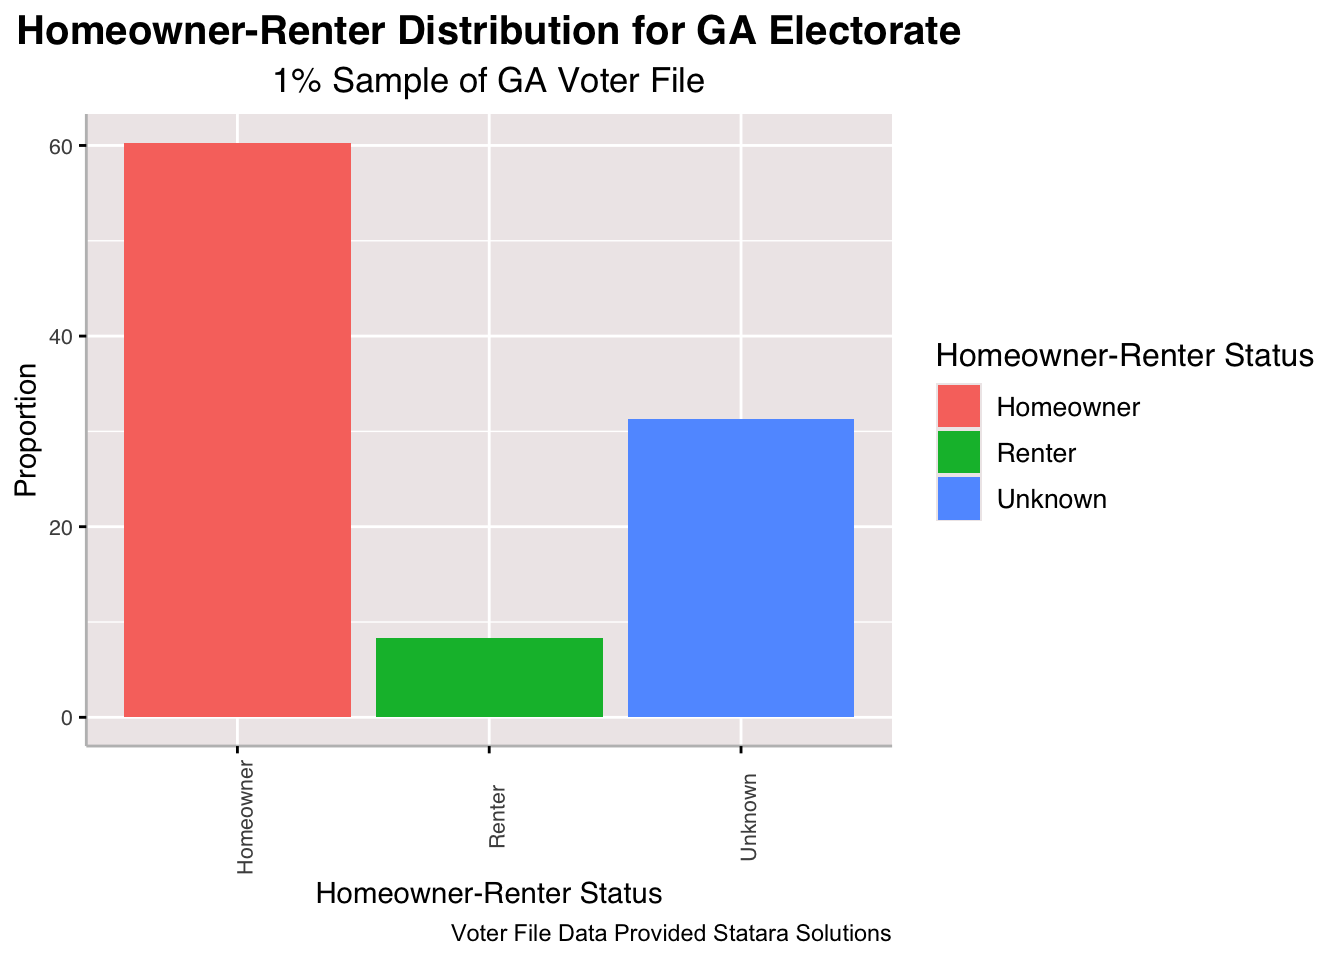 Homeowner-Renter Distribution for GA Electorate
1% Sample of GA Voter File
Proportion
60
40
20
0
Homeowner
Renter
Unknown
Homeowner-Renter Status
Homeowner-Renter Status
Homeowner
Renter
Unknown
Voter File Data Provided Statara Solutions